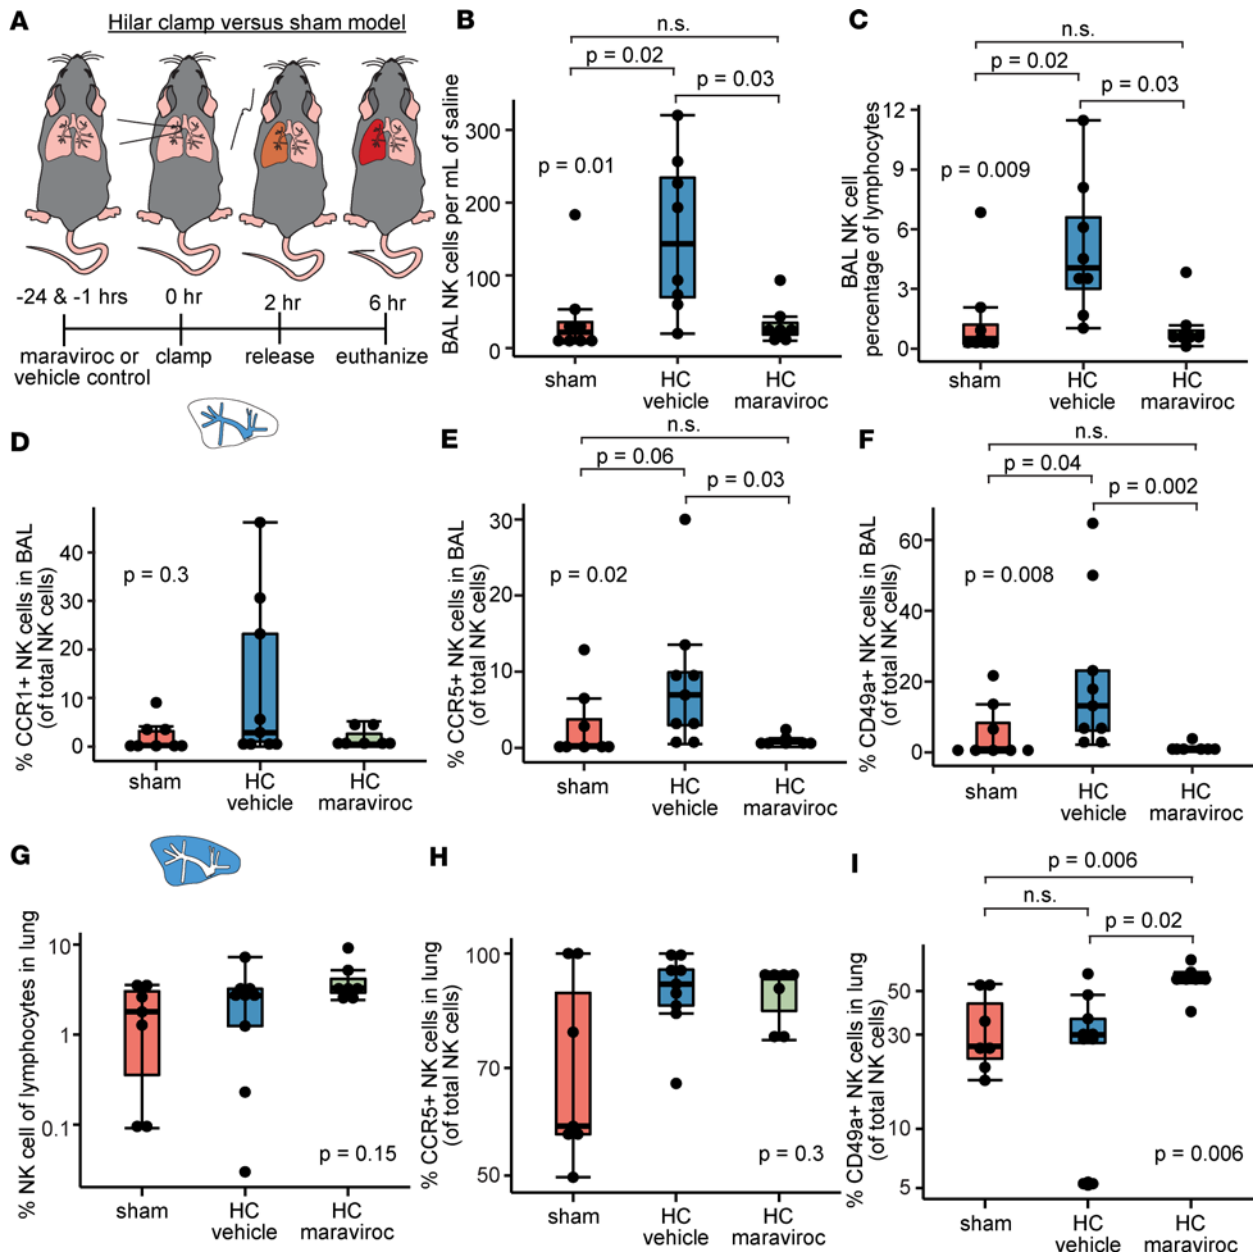 A
Hilar clamp versus sham model
-24 & -1 hrs
0 hr
2 hr
6 hr
maraviroc or
vehicle control
clamp
release
euthanize
B
n.s.
p = 0.02
p = 0.03
p = 0.01
BAL NK cells per mL of saline
300
200
100
0
sham
HC
vehicle
HC
maraviroc
C
n.s.
p = 0.02
p = 0.03
p = 0.009
BAL NK cell
percentage of lymphocytes
12
9
6
3
0
sham
HC
vehicle
HC
maraviroc
D
p = 0.3
% CCR1+ NK cells in BAL
(of total NK cells)
40
30
20
10
0
sham
HC
vehicle
HC
maraviroc
E
n.s.
p = 0.06
p = 0.03
p = 0.02
% CCR5+ NK cells in BAL
(of total NK cells)
30
20
10
0
sham
HC
vehicle
HC
maraviroc
F
n.s.
p = 0.04
p = 0.002
p = 0.008
% CD49a+ NK cells in BAL
(of total NK cells)
60
40
20
0
sham
HC
vehicle
HC
maraviroc
G
% NK cell of lymphocytes in lung
10
1
0.1
p = 0.15
sham
HC
vehicle
HC
maraviroc
H
% CCR5+ NK cells in lung
(of total NK cells)
100
70
50
p = 0.3
sham
HC
vehicle
HC
maraviroc
I
p = 0.006
n.s.
p = 0.02
% CD49a+ NK cells in lung
(of total NK cells)
50
30
10
5
p = 0.006
sham
HC
vehicle
HC
maraviroc